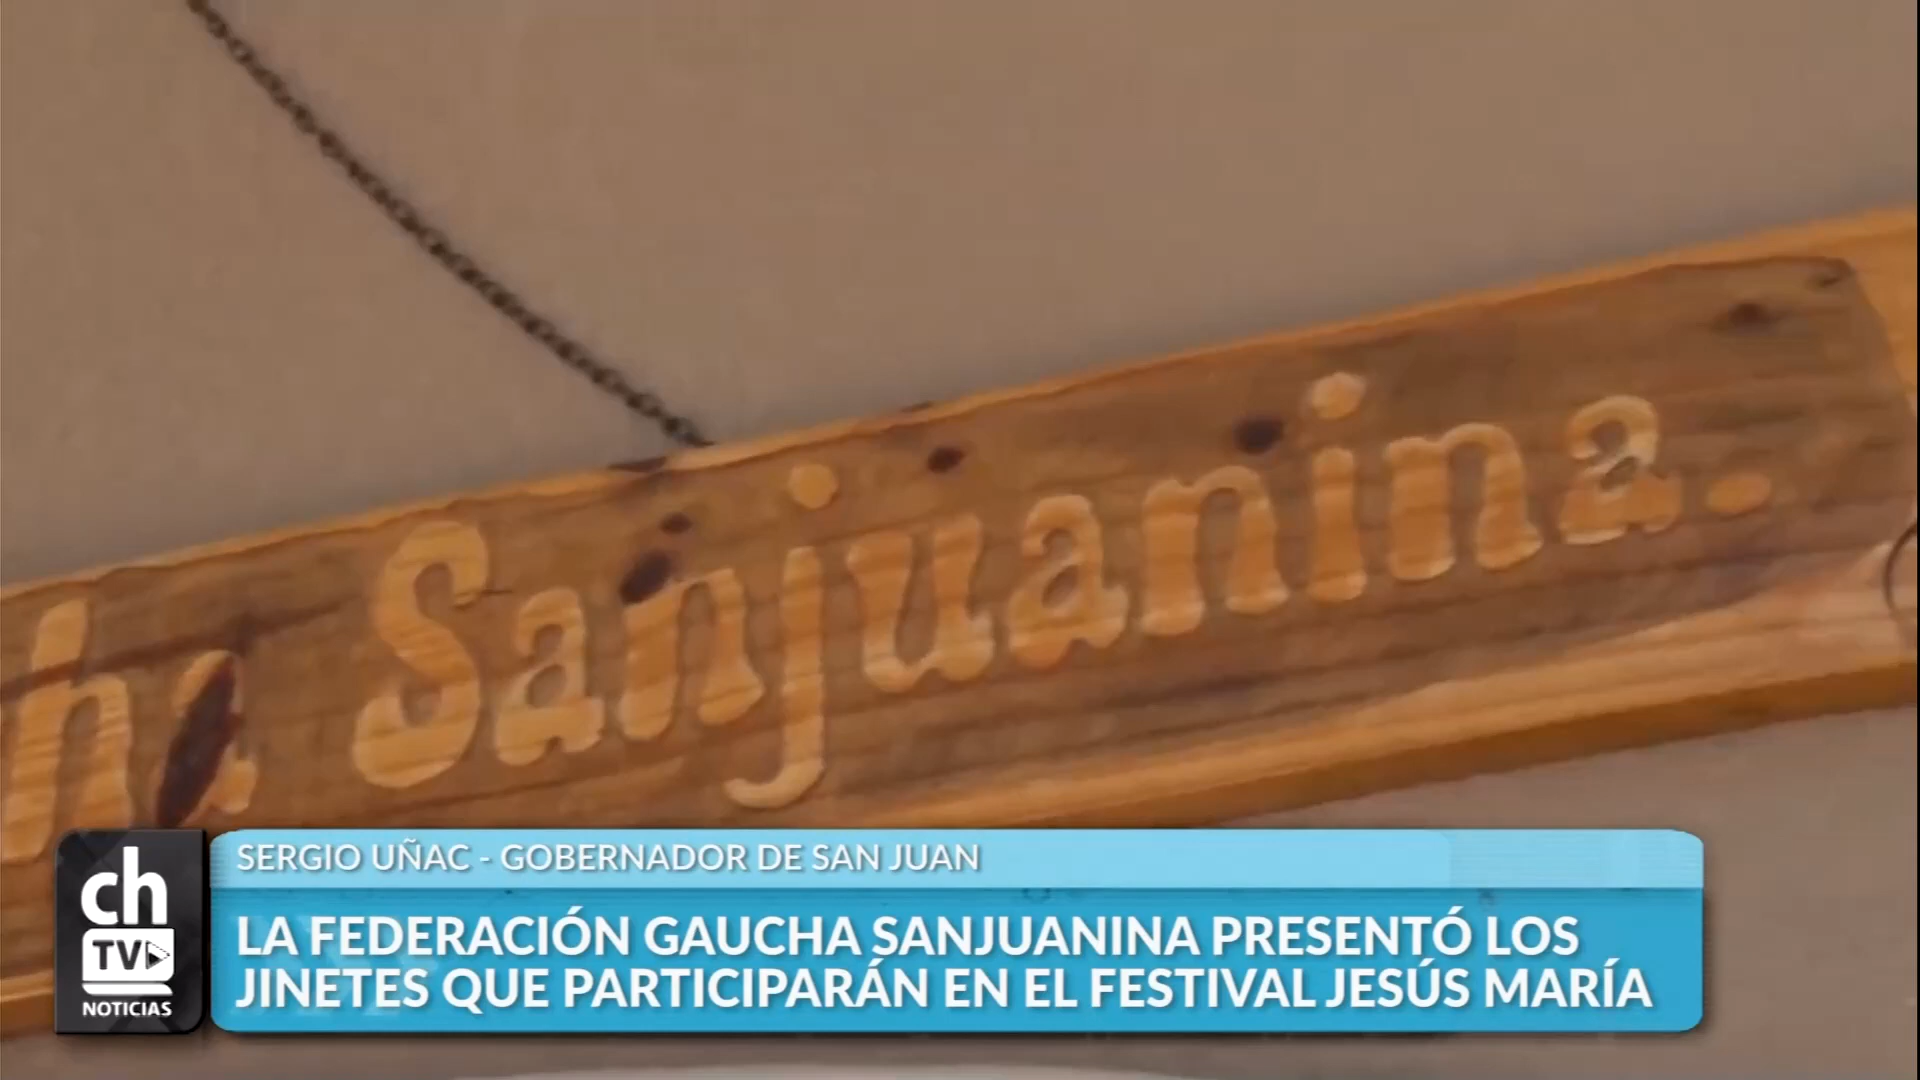 ha Sanjuanina.
SERGIO UÑAC - GOBERNADOR DE SAN JUAN
LA FEDERACIÓN GAUCHA SANJUANINA PRESENTÓ LOS
JINETES QUE PARTICIPARÁN EN EL FESTIVAL JESÚS MARÍA
ch
TV
NOTICIAS